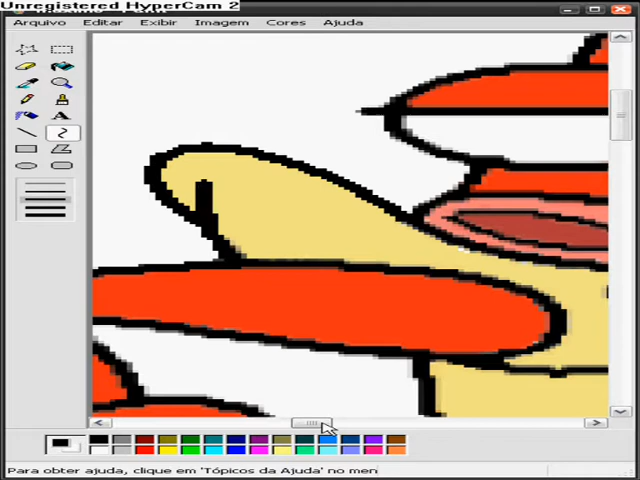 Unregistered HyperCam 2
Arquivo Editar Exibir Imagem Cores Ajuda
A
Para obter ajuda, clique em 'Tópicos da Ajuda' no men